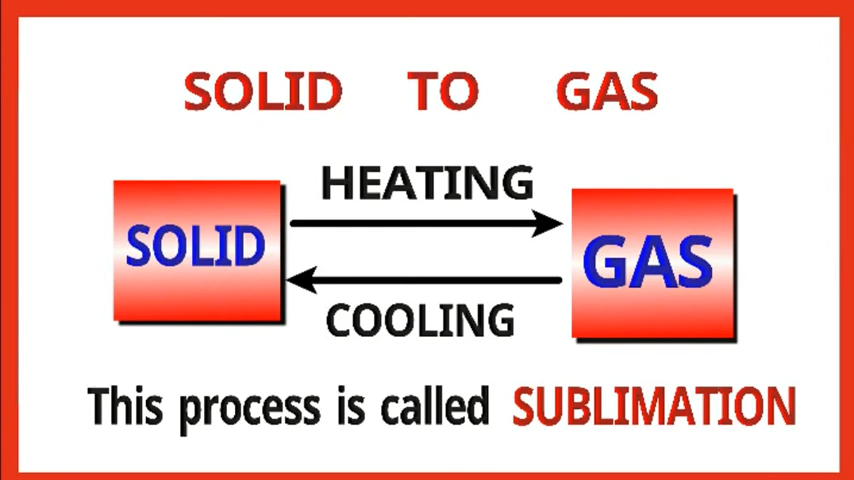 SOLID TO GAS
HEATING
SOLID
GAS
COOLING
This process is called SUBLIMATION